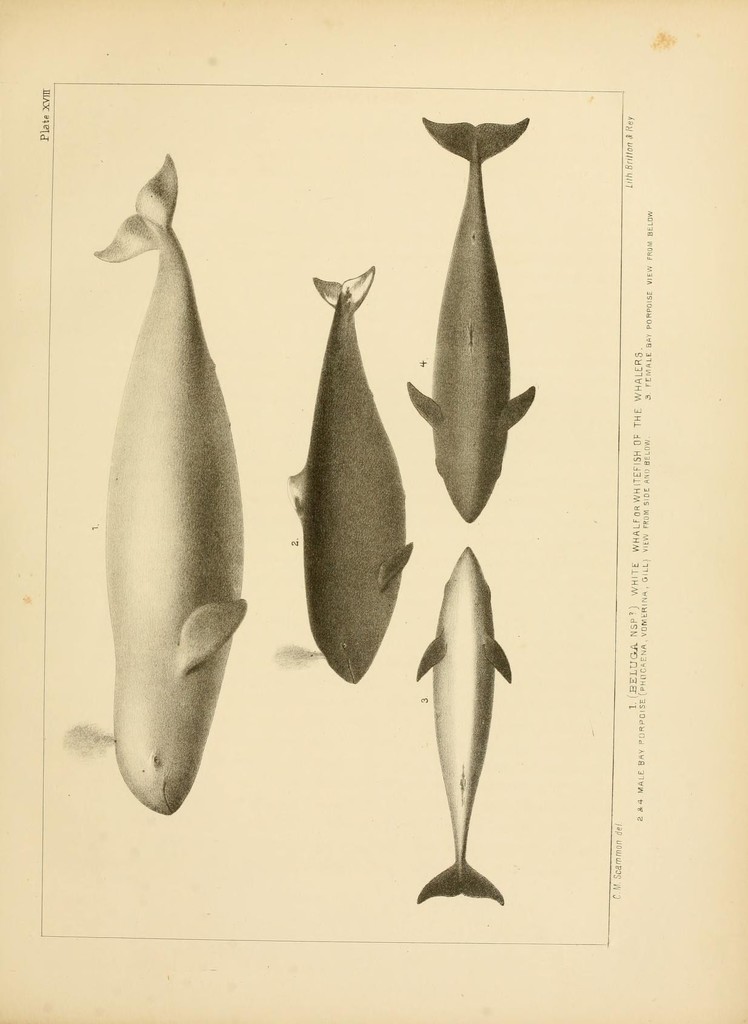 Plate XVIII
1.
2.
4.
3
C. M. Scammon del.
Lith. Britton & Rey
1. (BELUGA NSP?) WHITE WHALE OR WHITEFISH OF THE WHALERS.
2 & 4 MALE BAY PORPOISE (PHOCAENA, VOMERINA, GILL) VIEW FROM SIDE AND BELOW. 3. FEMALE BAY PORPOISE VIEW FROM BELOW